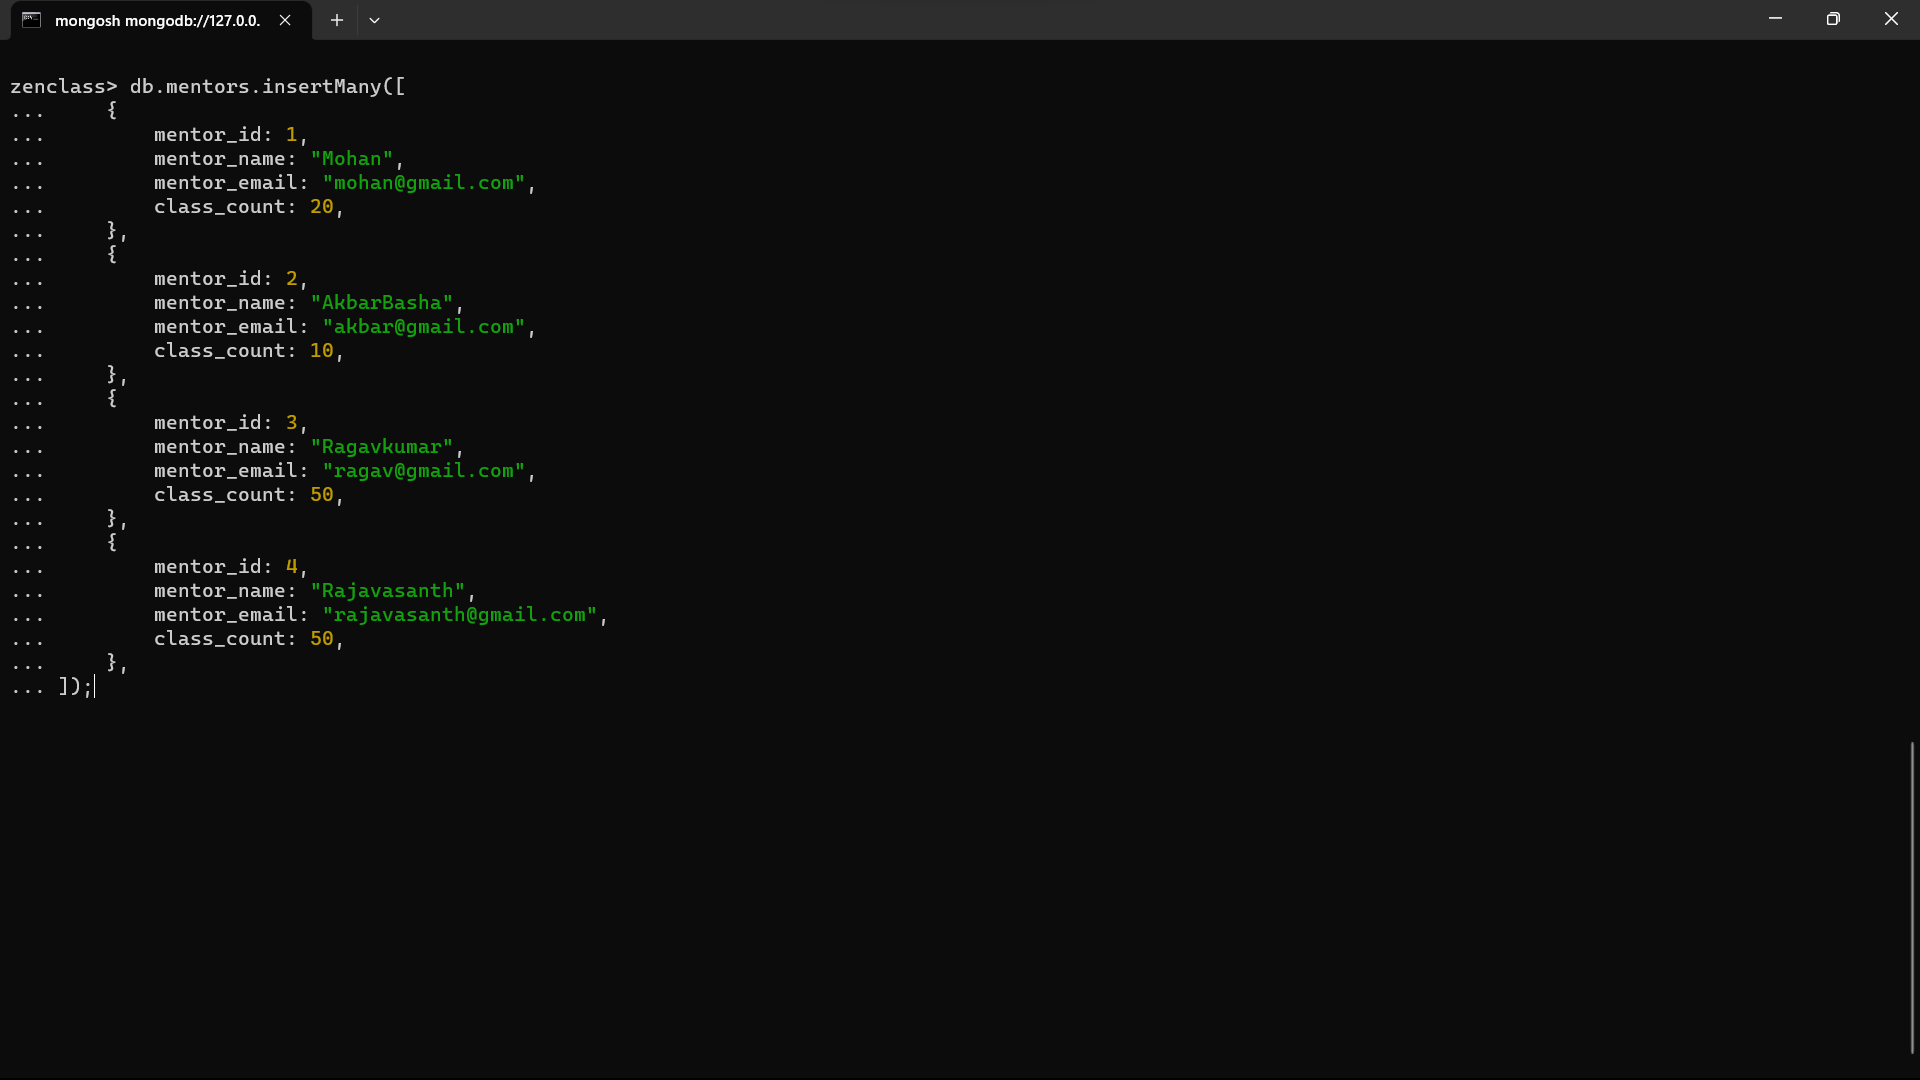 mongosh mongodb://127.0.0.
zenclass> db.mentors.insertMany([
...     {
...         mentor_id: 1,
...         mentor_name: "Mohan",
...         mentor_email: "mohan@gmail.com",
...         class_count: 20,
...     },
...     {
...         mentor_id: 2,
...         mentor_name: "AkbarBasha",
...         mentor_email: "akbar@gmail.com",
...         class_count: 10,
...     },
...     {
...         mentor_id: 3,
...         mentor_name: "Ragavkumar",
...         mentor_email: "ragav@gmail.com",
...         class_count: 50,
...     },
...     {
...         mentor_id: 4,
...         mentor_name: "Rajavasanth",
...         mentor_email: "rajavasanth@gmail.com",
...         class_count: 50,
...     },
... ]);